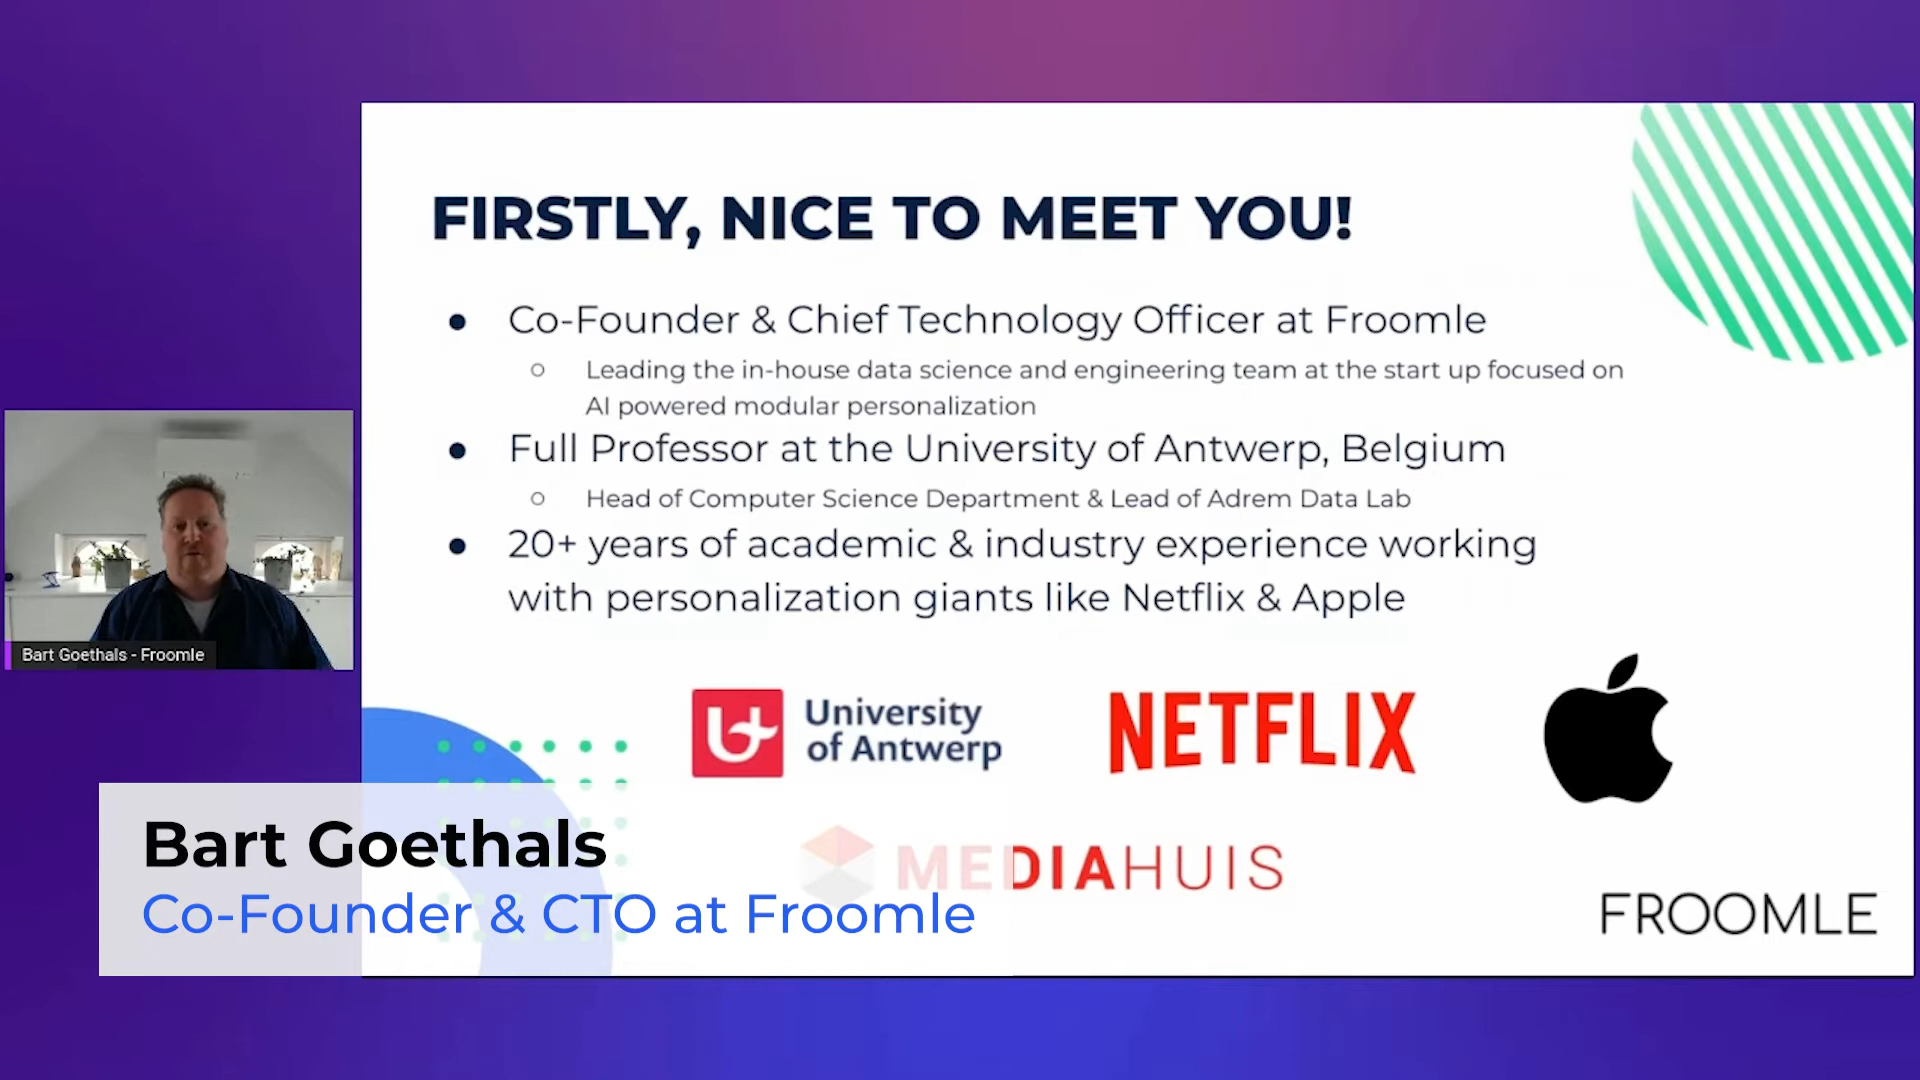 FIRSTLY, NICE TO MEET YOU!
● Co-Founder & Chief Technology Officer at Froomle
○ Leading the in-house data science and engineering team at the start up focused on
AI powered modular personalization
● Full Professor at the University of Antwerp, Belgium
○ Head of Computer Science Department & Lead of Adrem Data Lab
● 20+ years of academic & industry experience working
with personalization giants like Netflix & Apple
Bart Goethals - Froomle
University
of Antwerp
NETFLIX
MEDIAHUIS
FROOMLE
Bart Goethals
Co-Founder & CTO at Froomle